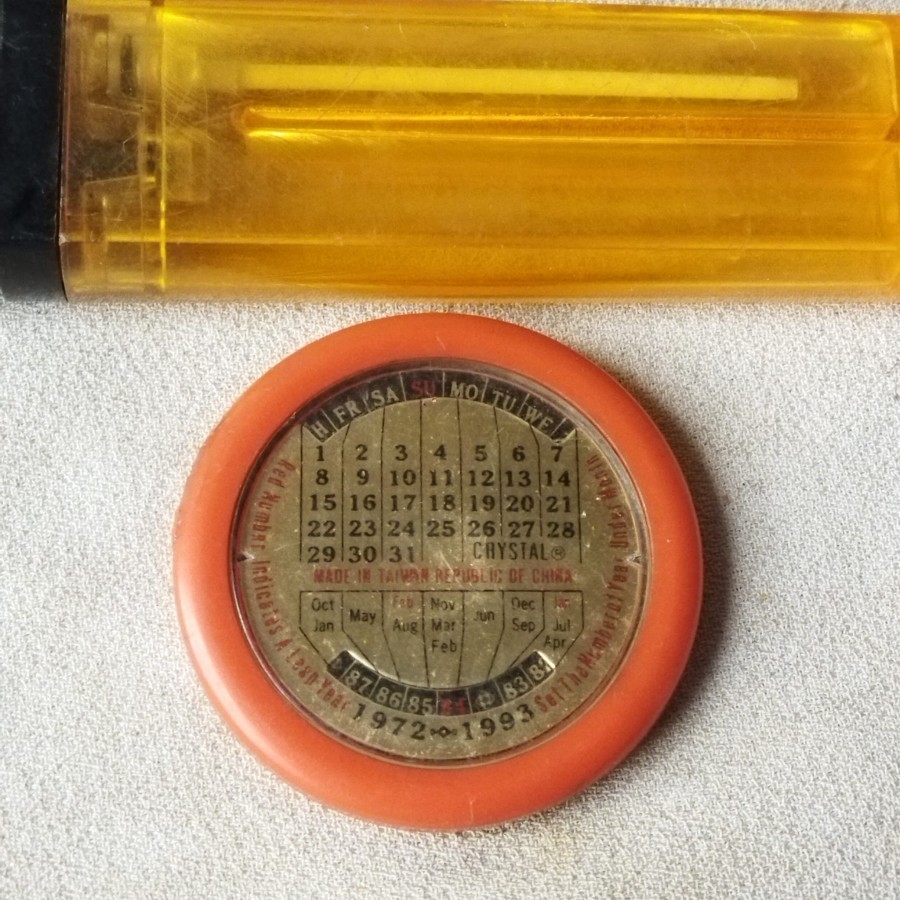 H FR SA SU MO TU WE
1 2 3 4 5 6 7
8 9 10 11 12 13 14
15 16 17 18 19 20 21
22 23 24 25 26 27 28
29 30 31 CRYSTAL®
MADE IN TAIWAN REPUBLIC OF CHINA
Oct May Feb Nov Jun Dec
Jan Aug Mar Sep Jul
Feb Apr
87 86 85 84 83 82
1972 1993
Red Number Indicates A Leap Year
Set The Number of Year Under Month